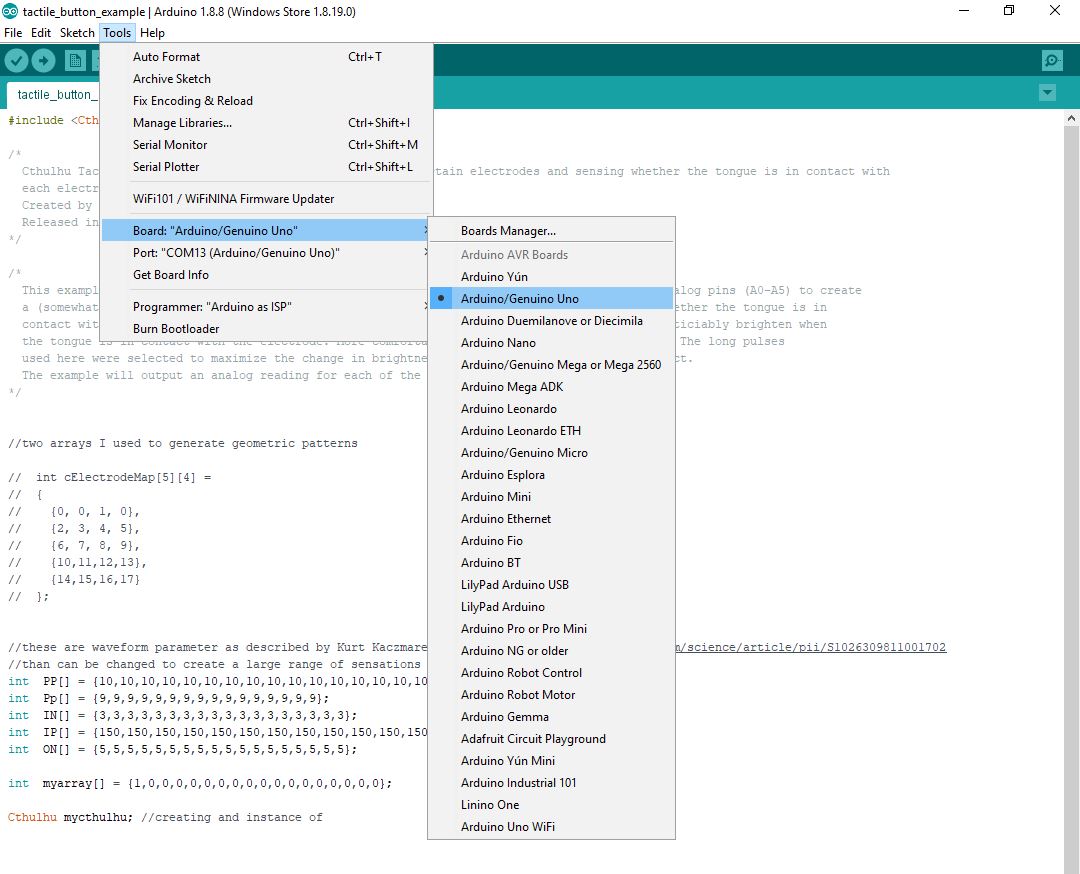 tactile_button_example | Arduino 1.8.8 (Windows Store 1.8.19.0)
File Edit Sketch Tools Help
tactile_button_
Auto Format Ctrl+T
Archive Sketch
Fix Encoding & Reload
Manage Libraries... Ctrl+Shift+I
Serial Monitor Ctrl+Shift+M
Serial Plotter Ctrl+Shift+L
WiFi101 / WiFiNINA Firmware Updater
Board: "Arduino/Genuino Uno"
Port: "COM13 (Arduino/Genuino Uno)"
Get Board Info
Programmer: "Arduino as ISP"
Burn Bootloader
Boards Manager...
Arduino AVR Boards
Arduino Yún
Arduino/Genuino Uno
Arduino Duemilanove or Diecimila
Arduino Nano
Arduino/Genuino Mega or Mega 2560
Arduino Mega ADK
Arduino Leonardo
Arduino Leonardo ETH
Arduino/Genuino Micro
Arduino Esplora
Arduino Mini
Arduino Ethernet
Arduino Fio
Arduino BT
LilyPad Arduino USB
LilyPad Arduino
Arduino Pro or Pro Mini
Arduino NG or older
Arduino Robot Control
Arduino Robot Motor
Arduino Gemma
Adafruit Circuit Playground
Arduino Yún Mini
Arduino Industrial 101
Linino One
Arduino Uno WiFi
#include <Cth
/*
Cthulhu Tac tain electrodes and sensing whether the tongue is in contact with
each electr
Created by
Released in
*/
/*
This exampl alog pins (A0-A5) to create
a (somewhat ether the tongue is in
contact wit ticiably brighten when
the tongue is in contact with the electrode. More comforta The long pulses
used here were selected to maximize the change in brightne ct.
The example will output an analog reading for each of the
*/
//two arrays I used to generate geometric patterns
// int cElectrodeMap[5][4] =
// {
// {0, 0, 1, 0},
// {2, 3, 4, 5},
// {6, 7, 8, 9},
// {10,11,12,13},
// {14,15,16,17}
// };
//these are waveform parameter as described by Kurt Kaczmare m/science/article/pii/S1026309811001702
//than can be changed to create a large range of sensations
int PP[] = {10,10,10,10,10,10,10,10,10,10,10,10,10,10,10,10
int Pp[] = {9,9,9,9,9,9,9,9,9,9,9,9,9,9,9,9};
int IN[] = {3,3,3,3,3,3,3,3,3,3,3,3,3,3,3,3,3,3};
int IP[] = {150,150,150,150,150,150,150,150,150,150,150,150
int ON[] = {5,5,5,5,5,5,5,5,5,5,5,5,5,5,5,5,5,5};
int myarray[] = {1,0,0,0,0,0,0,0,0,0,0,0,0,0,0,0,0,0};
Cthulhu mycthulhu; //creating and instance of